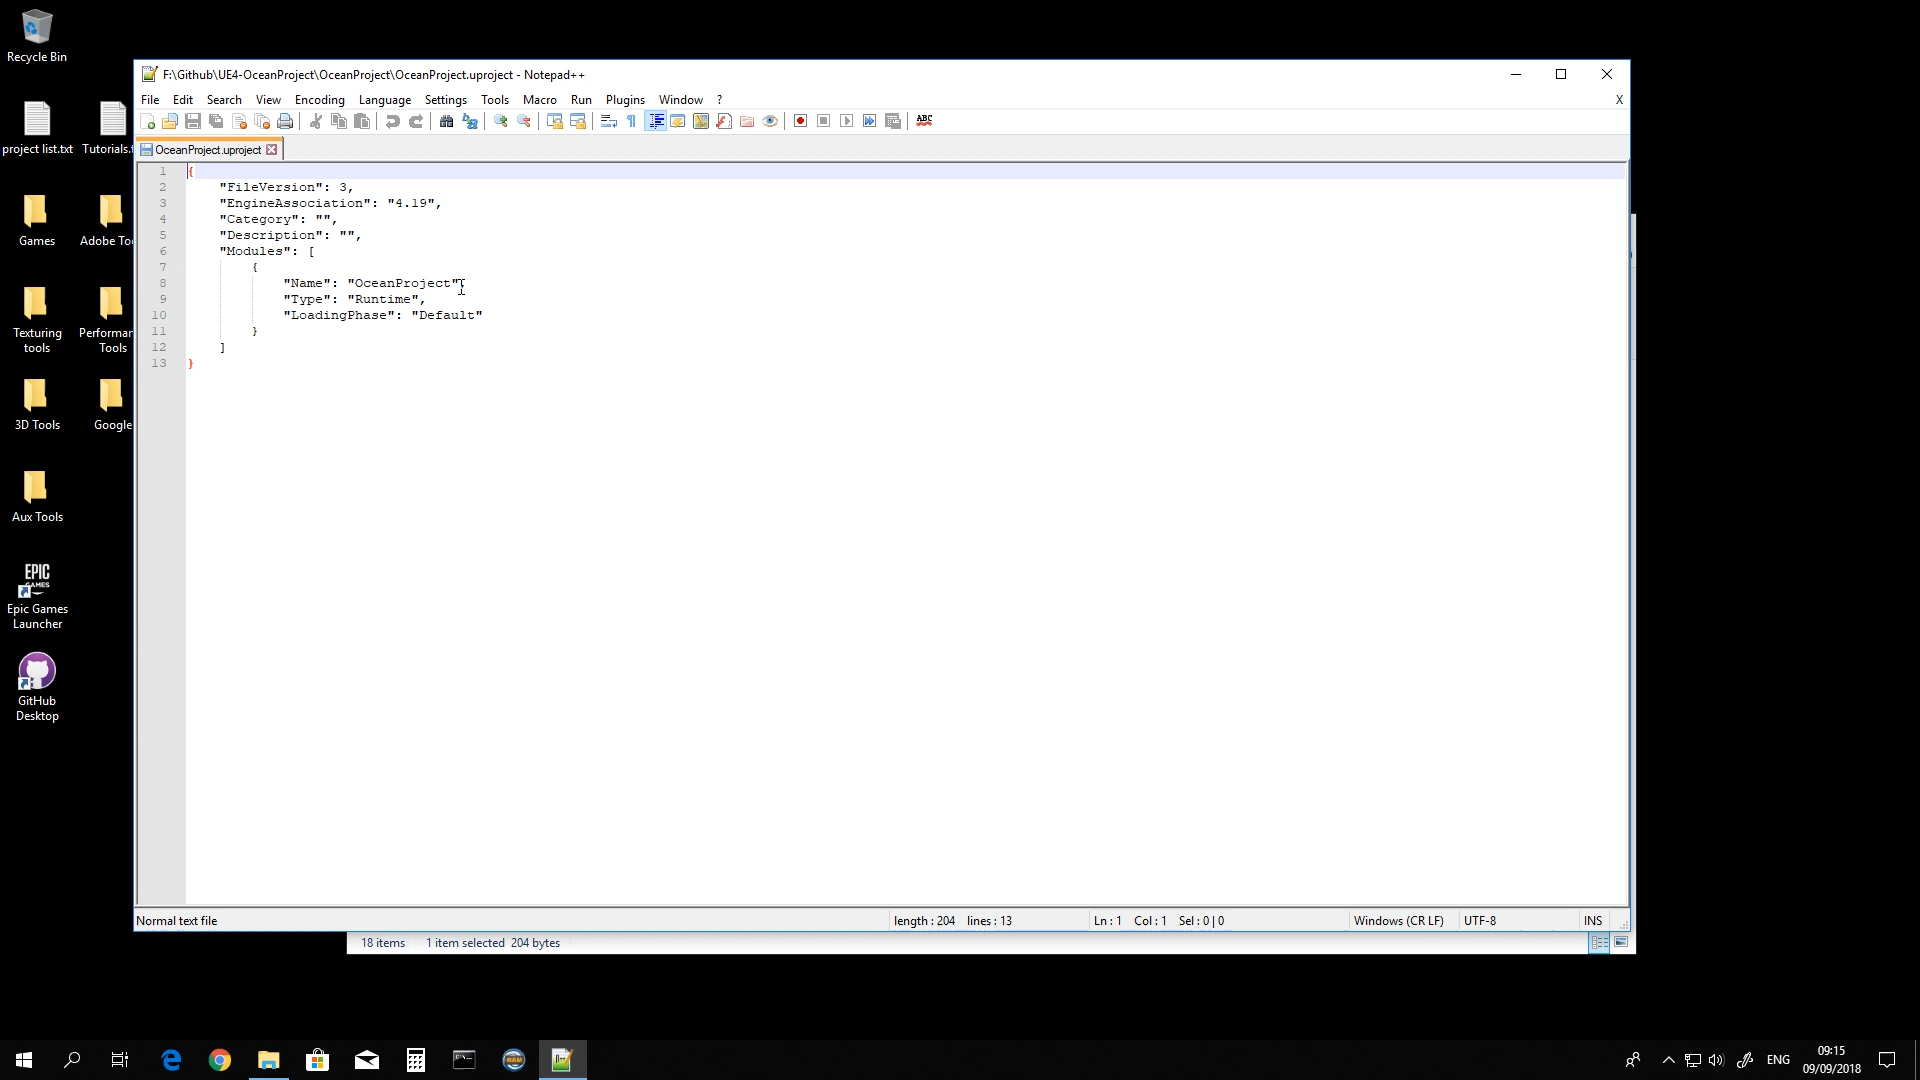 Recycle Bin
project list.txt
Tutorials.
Games
Adobe Too
Texturing
tools
Performan
Tools
3D Tools
Google
Aux Tools
EPIC
GAMES
Epic Games
Launcher
GitHub
Desktop
F:\Github\UE4-OceanProject\OceanProject\OceanProject.uproject - Notepad++
File Edit Search View Encoding Language Settings Tools Macro Run Plugins Window ? X
ABC
OceanProject.uproject
1 {
2 "FileVersion": 3,
3 "EngineAssociation": "4.19",
4 "Category": "",
5 "Description": "",
6 "Modules": [
7 {
8 "Name": "OceanProject",
9 "Type": "Runtime",
10 "LoadingPhase": "Default"
11 }
12 ]
13 }
Normal text file length : 204 lines : 13 Ln : 1 Col : 1 Sel : 0 | 0 Windows (CR LF) UTF-8 INS
18 items 1 item selected 204 bytes
ENG
09:15
09/09/2018